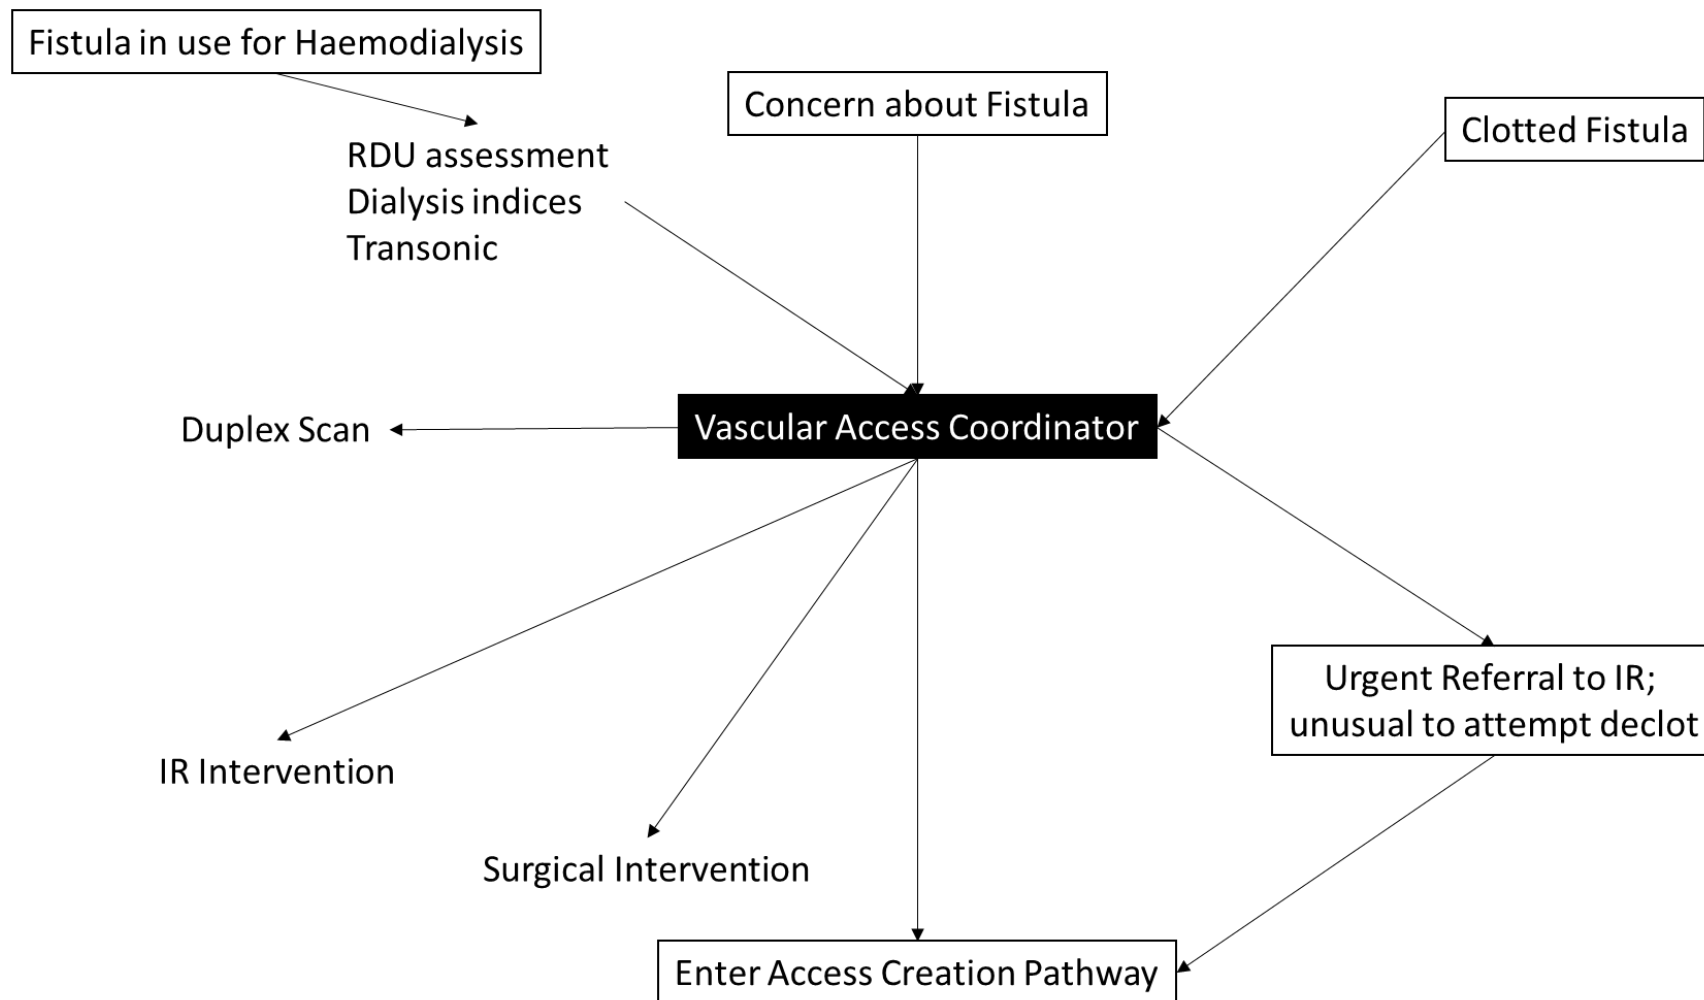 Fistula in use for Haemodialysis
Concern about Fistula
Clotted Fistula
RDU assessment
Dialysis indices
Transonic
Duplex Scan
Vascular Access Coordinator
Urgent Referral to IR;
unusual to attempt declot
IR Intervention
Surgical Intervention
Enter Access Creation Pathway